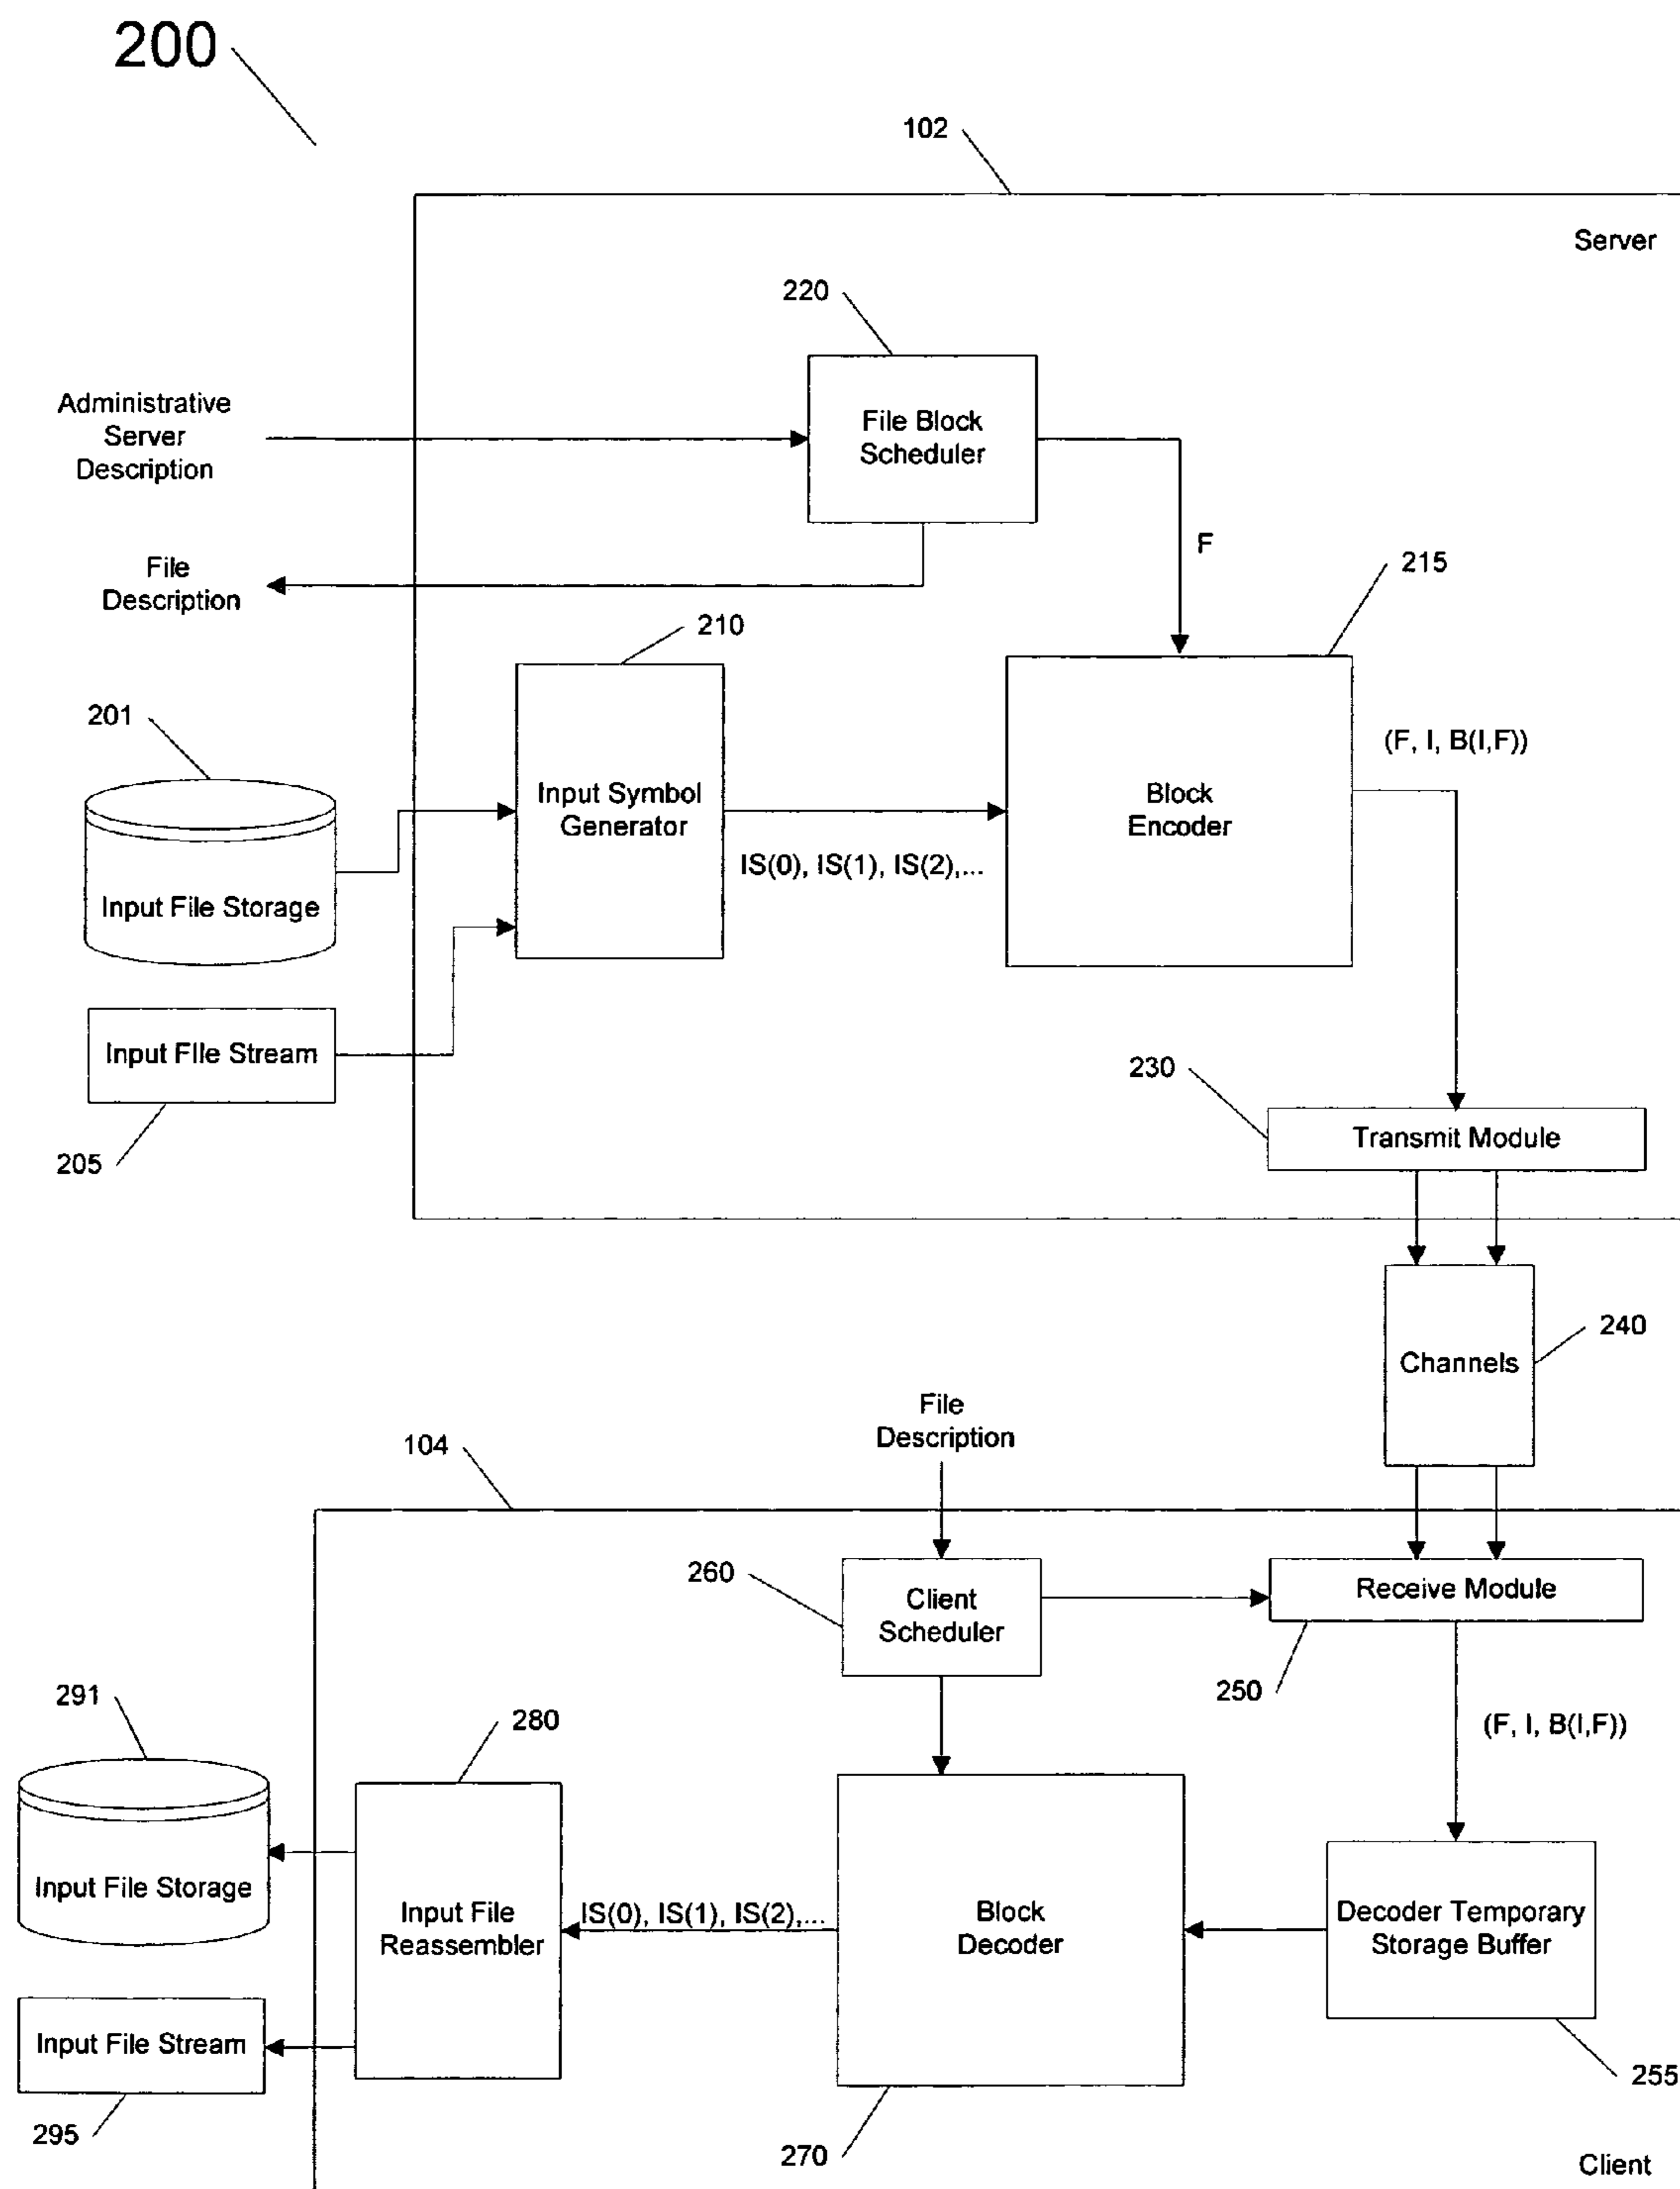 200
102
Server
220
Administrative
Server
Description
File Block
Scheduler
F
File
Description
215
210
201
(F, I, B(I,F))
Input Symbol
Generator
Block
Encoder
IS(0), IS(1), IS(2),...
Input File Storage
Input FIle Stream
205
230
Transmit Module
240
Channels
File
Description
104
260
Client
Scheduler
Receive Module
250
291
280
(F, I, B(I,F))
Input File Storage
Input File
Reassembler
IS(0), IS(1), IS(2),...
Block
Decoder
Decoder Temporary
Storage Buffer
Input File Stream
295
270
255
Client